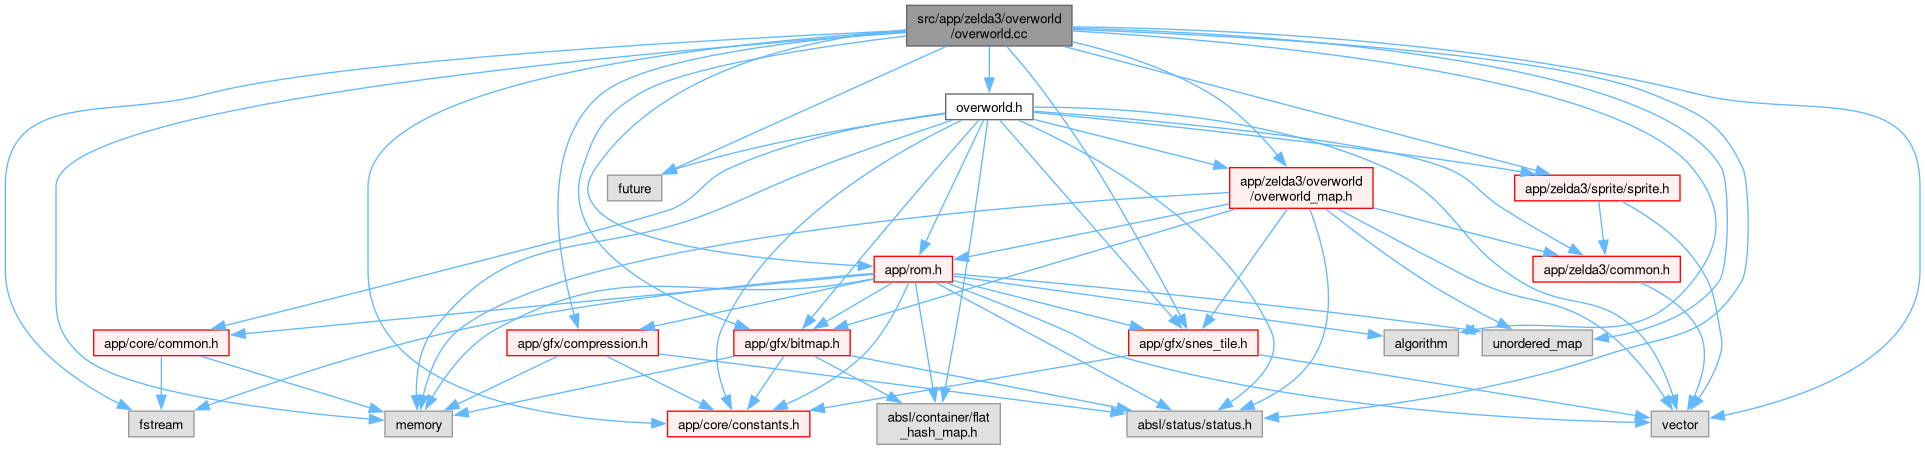 src/app/zelda3/overworld
/overworld.cc
overworld.h
future
app/zelda3/overworld
/overworld_map.h
app/zelda3/sprite/sprite.h
app/rom.h
app/zelda3/common.h
app/core/common.h
app/gfx/compression.h
app/gfx/bitmap.h
app/gfx/snes_tile.h
algorithm
unordered_map
fstream
memory
app/core/constants.h
absl/container/flat
_hash_map.h
absl/status/status.h
vector